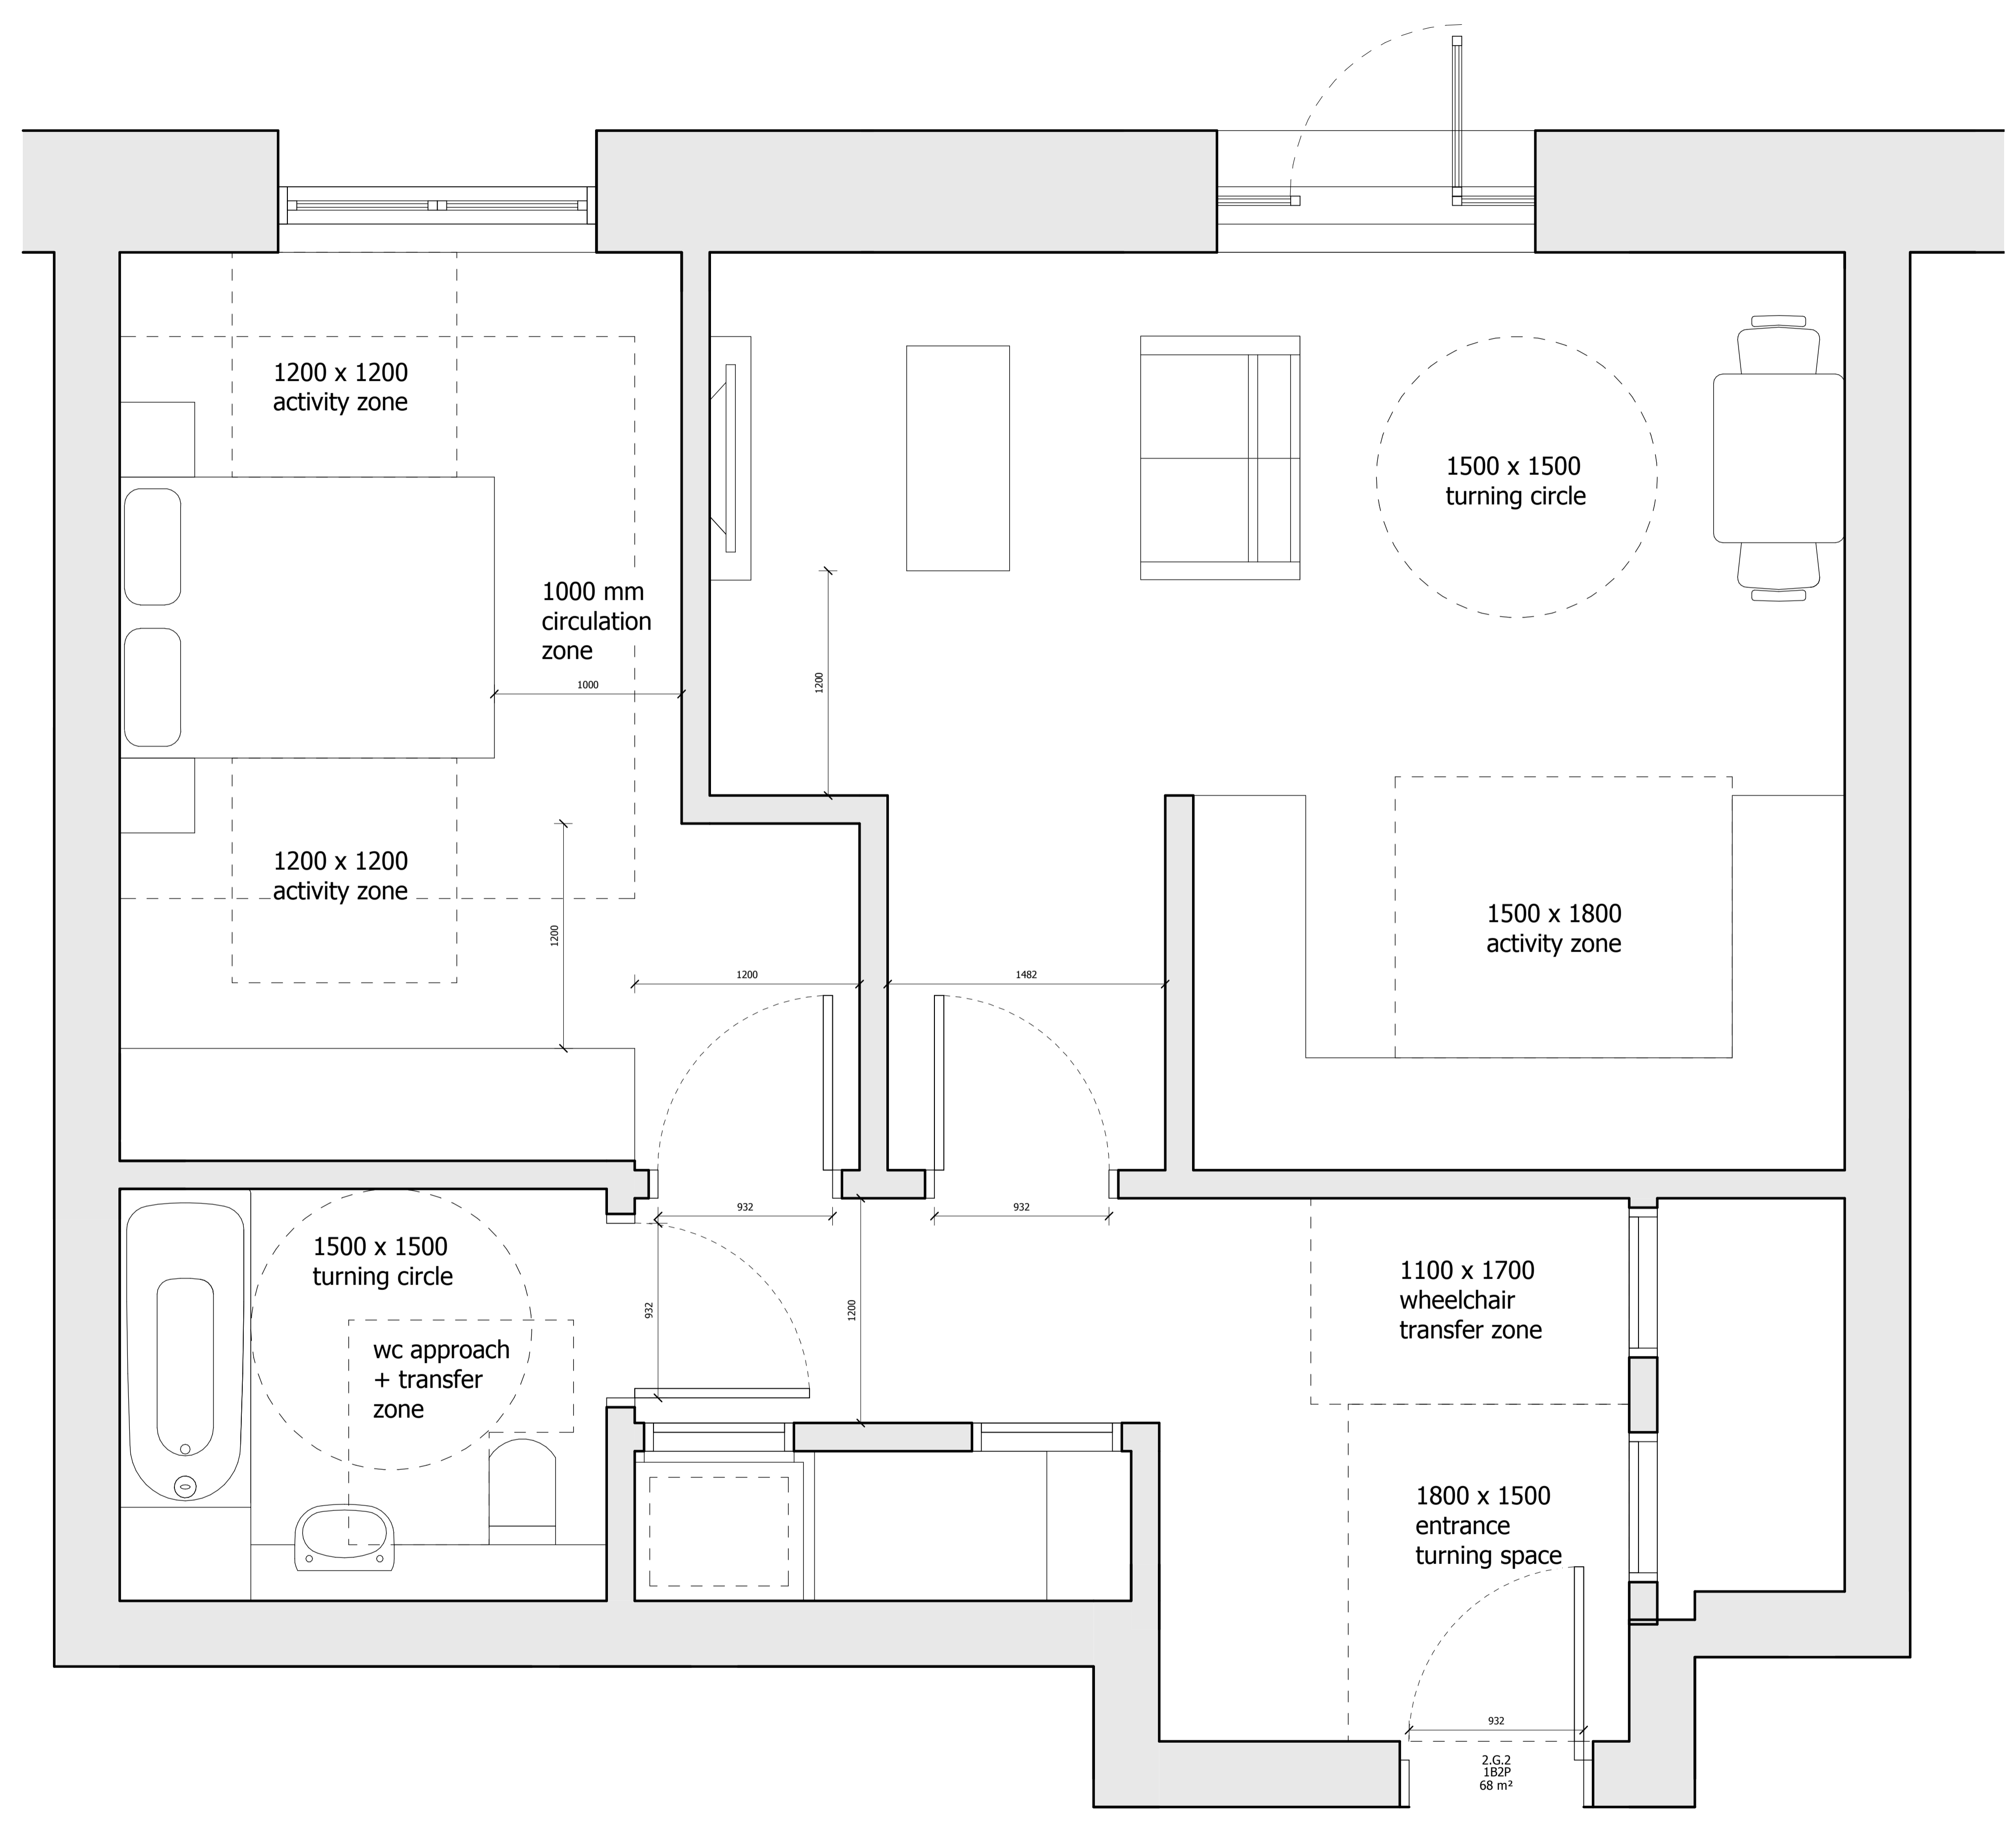 1200 x 1200
activity zone
1500 x 1500
turning circle
1000 mm
circulation
zone
1000
1200
1200 x 1200
activity zone
1500 x 1800
activity zone
1200
1200
1482
932
932
1500 x 1500
turning circle
932
1200
1100 x 1700
wheelchair
transfer zone
wc approach
+ transfer
zone
1800 x 1500
entrance
turning space
932
2.G.2
1B2P
68 m²